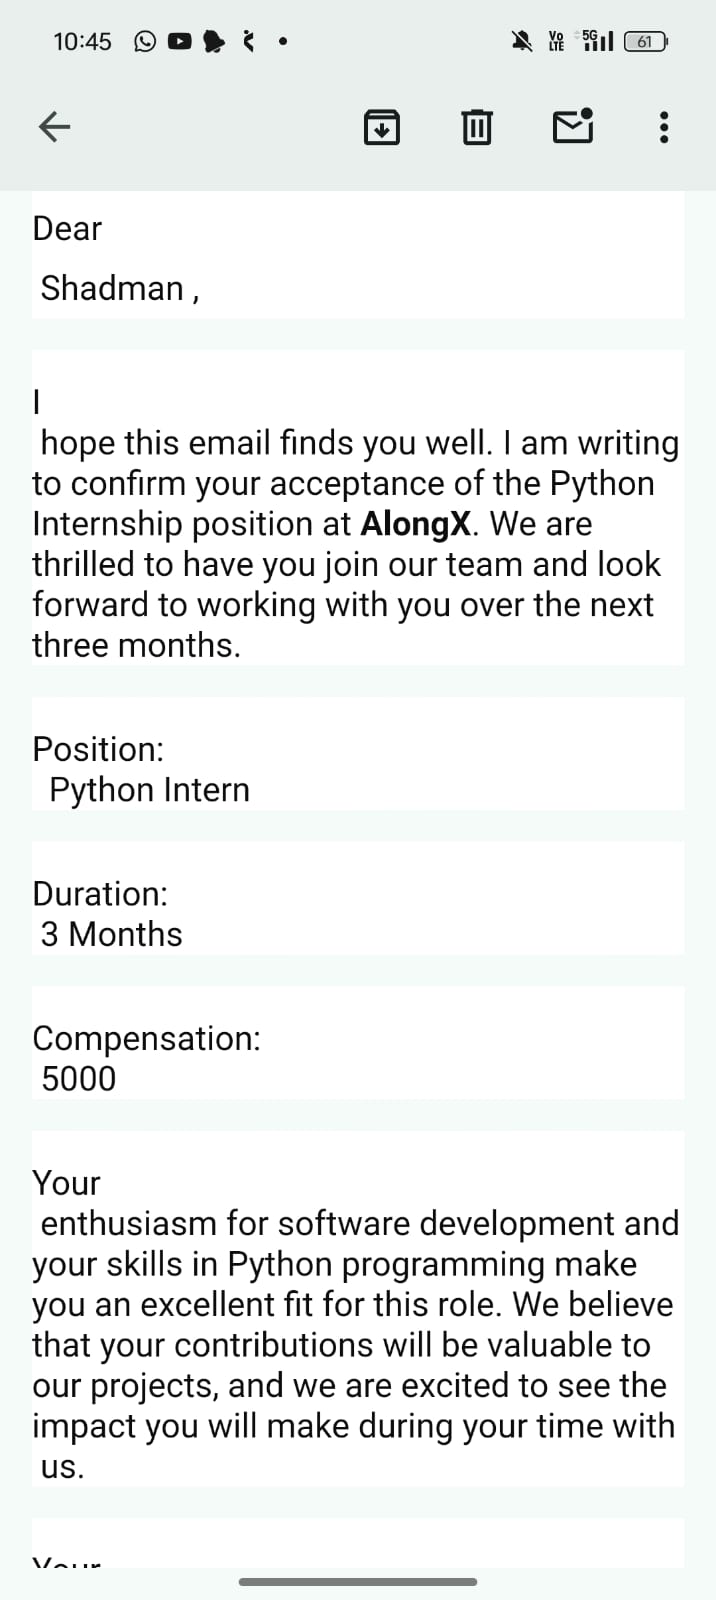 10:45
Vo
LTE
5G
61
Dear
Shadman ,
I
hope this email finds you well. I am writing
to confirm your acceptance of the Python
Internship position at AlongX. We are
thrilled to have you join our team and look
forward to working with you over the next
three months.
Position:
Python Intern
Duration:
3 Months
Compensation:
5000
Your
enthusiasm for software development and
your skills in Python programming make
you an excellent fit for this role. We believe
that your contributions will be valuable to
our projects, and we are excited to see the
impact you will make during your time with
us.
Your